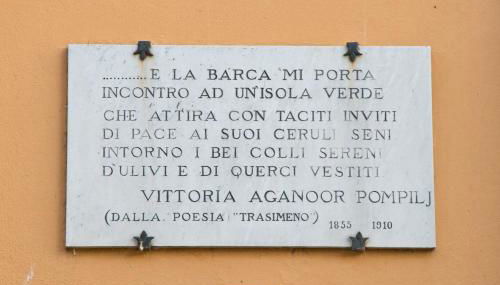 ............E LA BARCA MI PORTA
INCONTRO AD UN'ISOLA VERDE
CHE ATTIRA CON TACITI INVITI
DI PACE AI SUOI CERULI SENI
INTORNO I BEI COLLI SERENI
D'ULIVI E DI QUERCI VESTITI
VITTORIA AGANOOR POMPILJ
(DALLA POESIA "TRASIMENO") 1855 1910